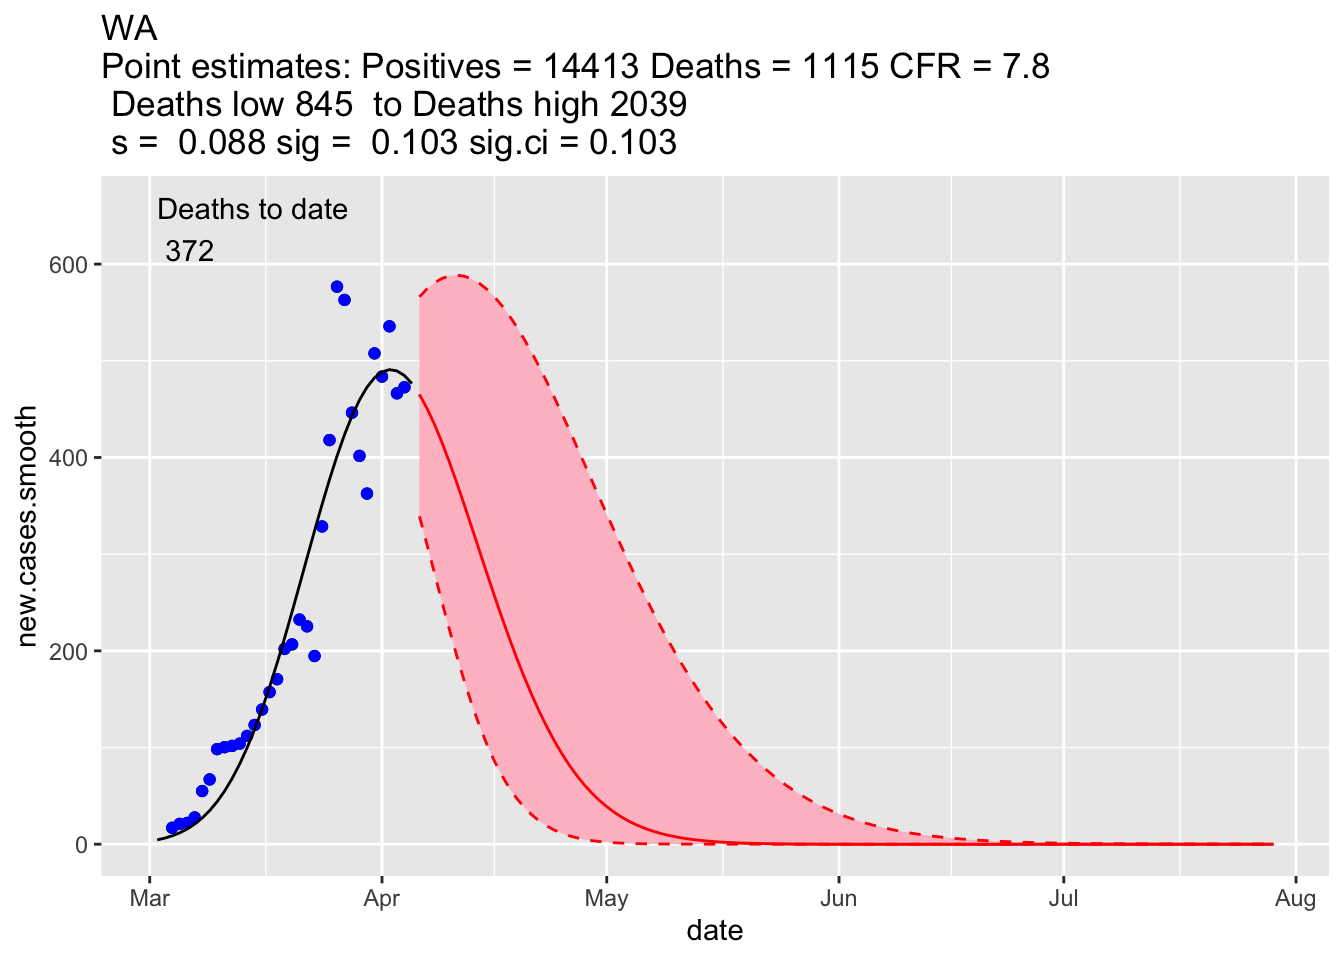 WA
Point estimates: Positives = 14413 Deaths = 1115 CFR = 7.8
Deaths low 845  to Deaths high 2039
s =  0.088 sig =  0.103 sig.ci = 0.103
Deaths to date
372
600
400
200
0
new.cases.smooth
Mar Apr May Jun Jul Aug
date